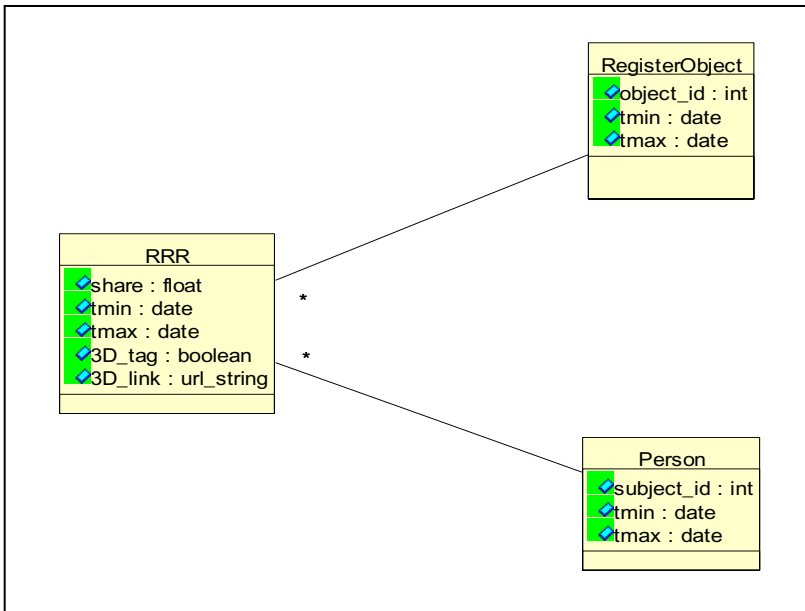 RegisterObject
object_id : int
tmin : date
tmax : date
RRR
share : float
tmin : date
tmax : date
3D_tag : boolean
3D_link : url_string
*
*
Person
subject_id : int
tmin : date
tmax : date